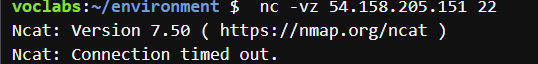 voclabs:~/environment $ nc -vz 54.158.205.151 22
Ncat: Version 7.50 ( https://nmap.org/ncat )
Ncat: Connection timed out.